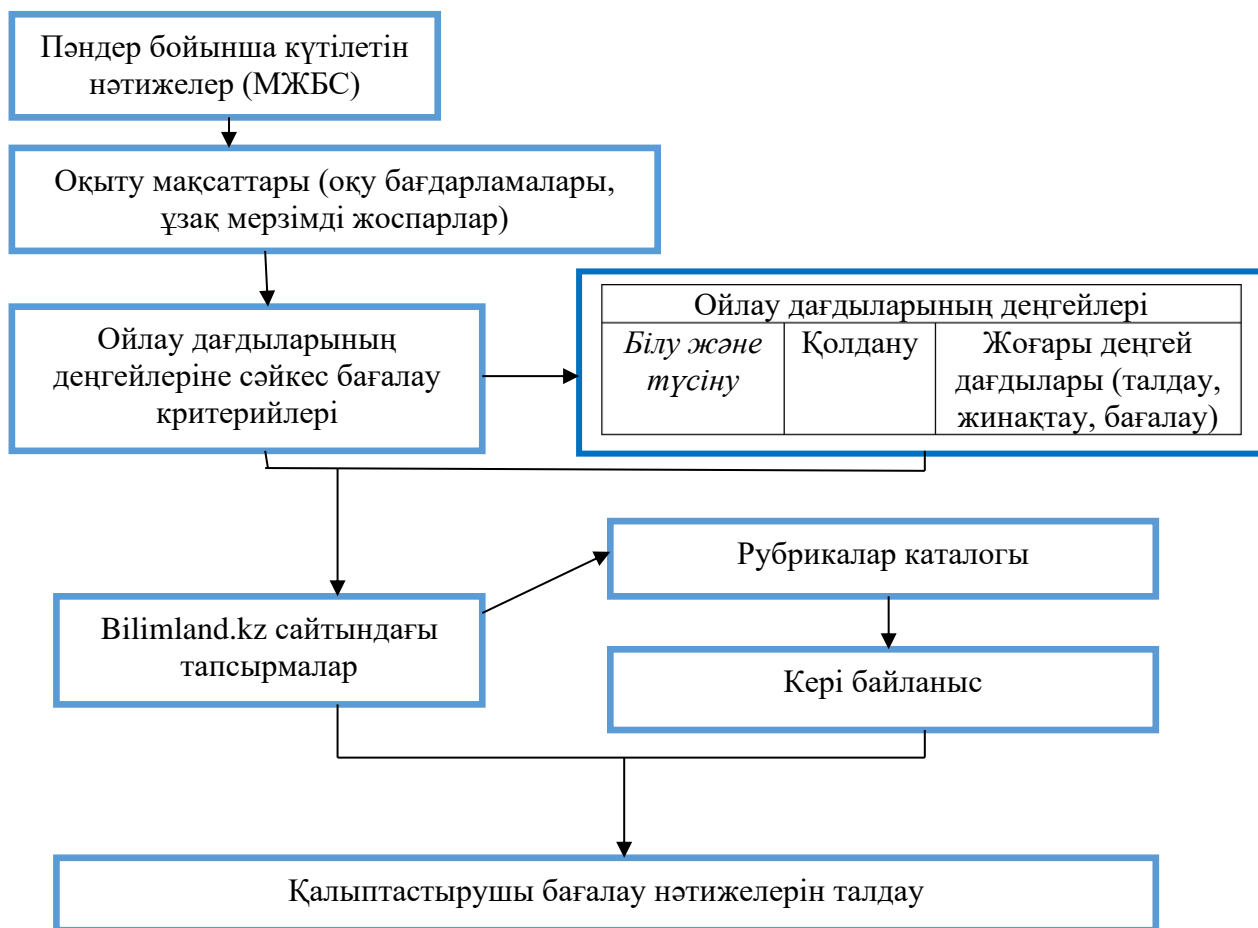 Пәндер бойынша күтілетін
нәтижелер (МЖБС)
Оқыту мақсаттары (оқу бағдарламалары,
ұзақ мерзімді жоспарлар)
Ойлау дағдыларының
деңгейлеріне сәйкес бағалау
критерийлері
Ойлау дағдыларының деңгейлері
Білу және
түсіну
Қолдану
Жоғары деңгей
дағдылары (талдау,
жинақтау, бағалау)
Рубрикалар каталогы
Bilimland.kz сайтындағы
тапсырмалар
Кері байланыс
Қалыптастырушы бағалау нәтижелерін талдау